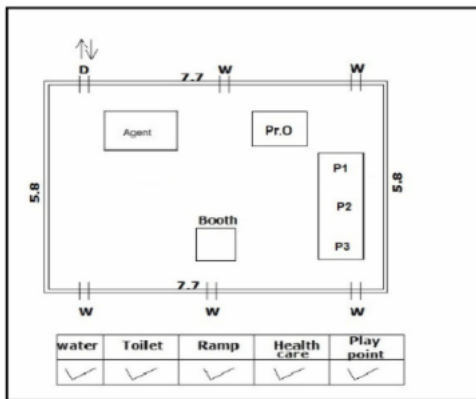 D W W
7.7
Agent Pr.O
P1
5.8 P2 5.8
P3
Booth
7.7
W W W
water Toilet Ramp Health care Play point